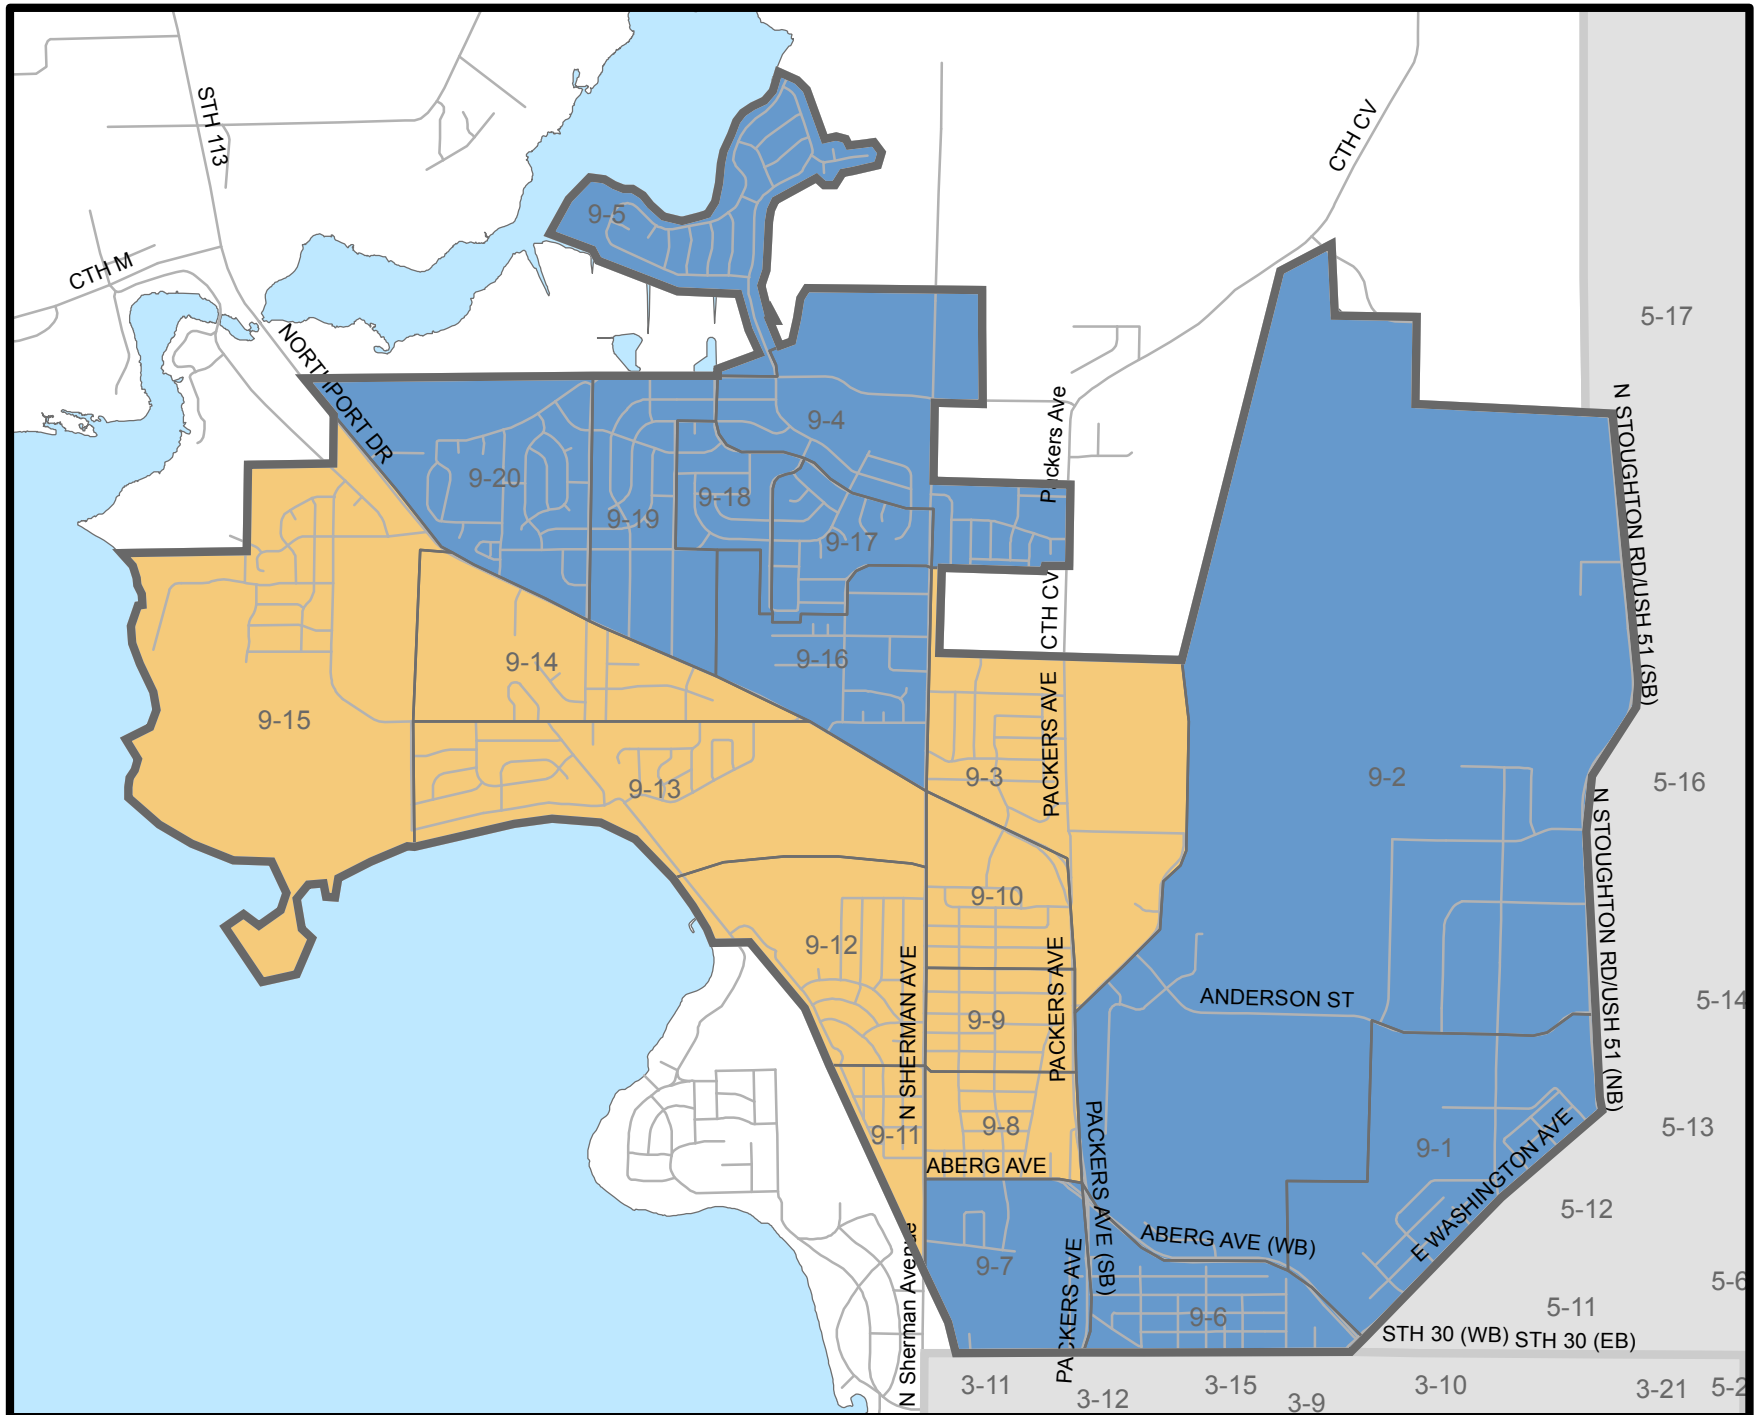 STH 113
CTH CV
9-5
CTH M
5-17
NORTHPORT DR
Packers Ave
N STOUGHTON RD/USH 51 (SB)
9-4
9-20
9-18
9-19
9-17
CTH CV
9-16
9-14
PACKERS AVE
9-15
9-3
9-2
5-16
9-13
N STOUGHTON RD/USH 51 (NB)
9-10
9-12
N SHERMAN AVE
PACKERS AVE
ANDERSON ST
5-14
9-9
9-8
9-11
5-13
9-1
E WASHINGTON AVE
ABERG AVE
PACKERS AVE (SB)
5-12
ABERG AVE (WB)
9-7
PACKERS AVE
N Sherman Avenue
5-6
5-11
9-6
STH 30 (WB)
STH 30 (EB)
3-11
3-12
3-15
3-9
3-10
3-21
5-2